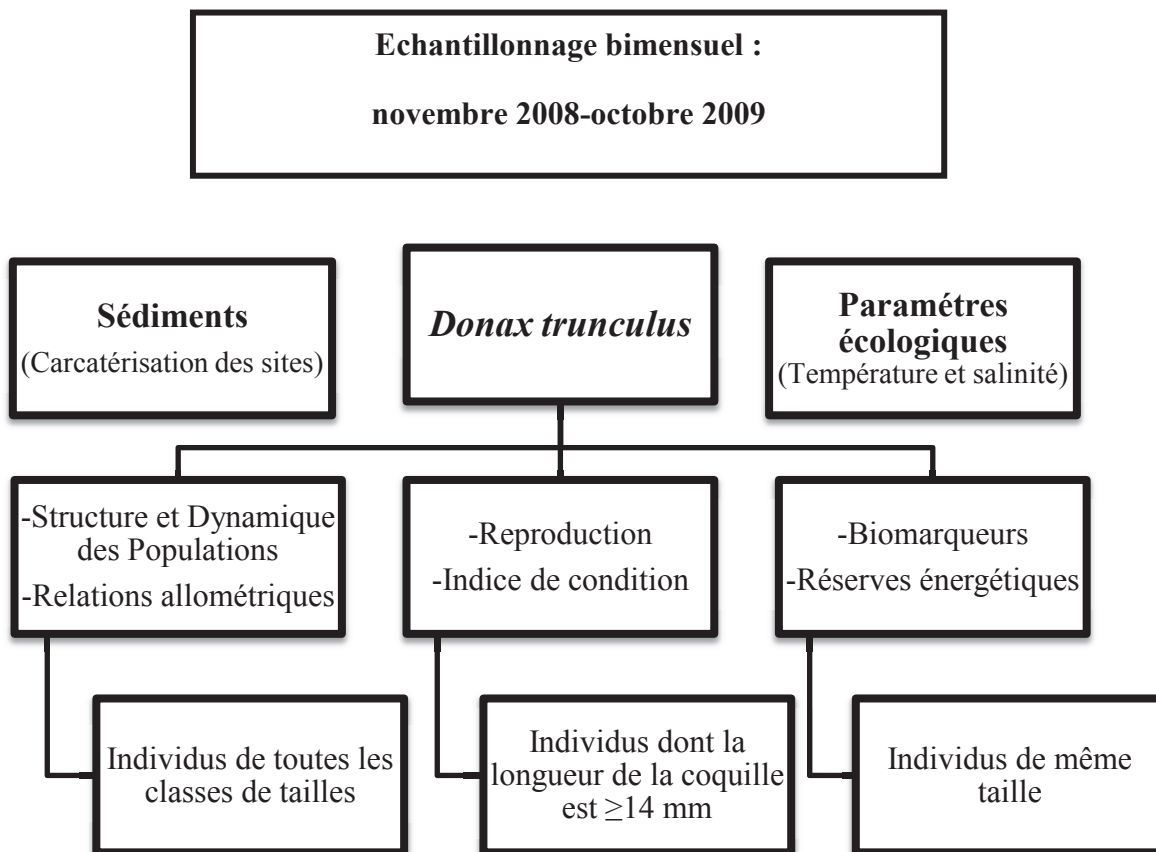 Echantillonnage bimensuel :
novembre 2008-octobre 2009
Sédiments
(Carcatérisation des sites)
Donax trunculus
Paramétres
écologiques
(Température et salinité)
-Structure et Dynamique
des Populations
-Relations allométriques
-Reproduction
-Indice de condition
-Biomarqueurs
-Réserves énergétiques
Individus de toutes les
classes de tailles
Individus dont la
longueur de la coquille
est ≥14 mm
Individus de même
taille